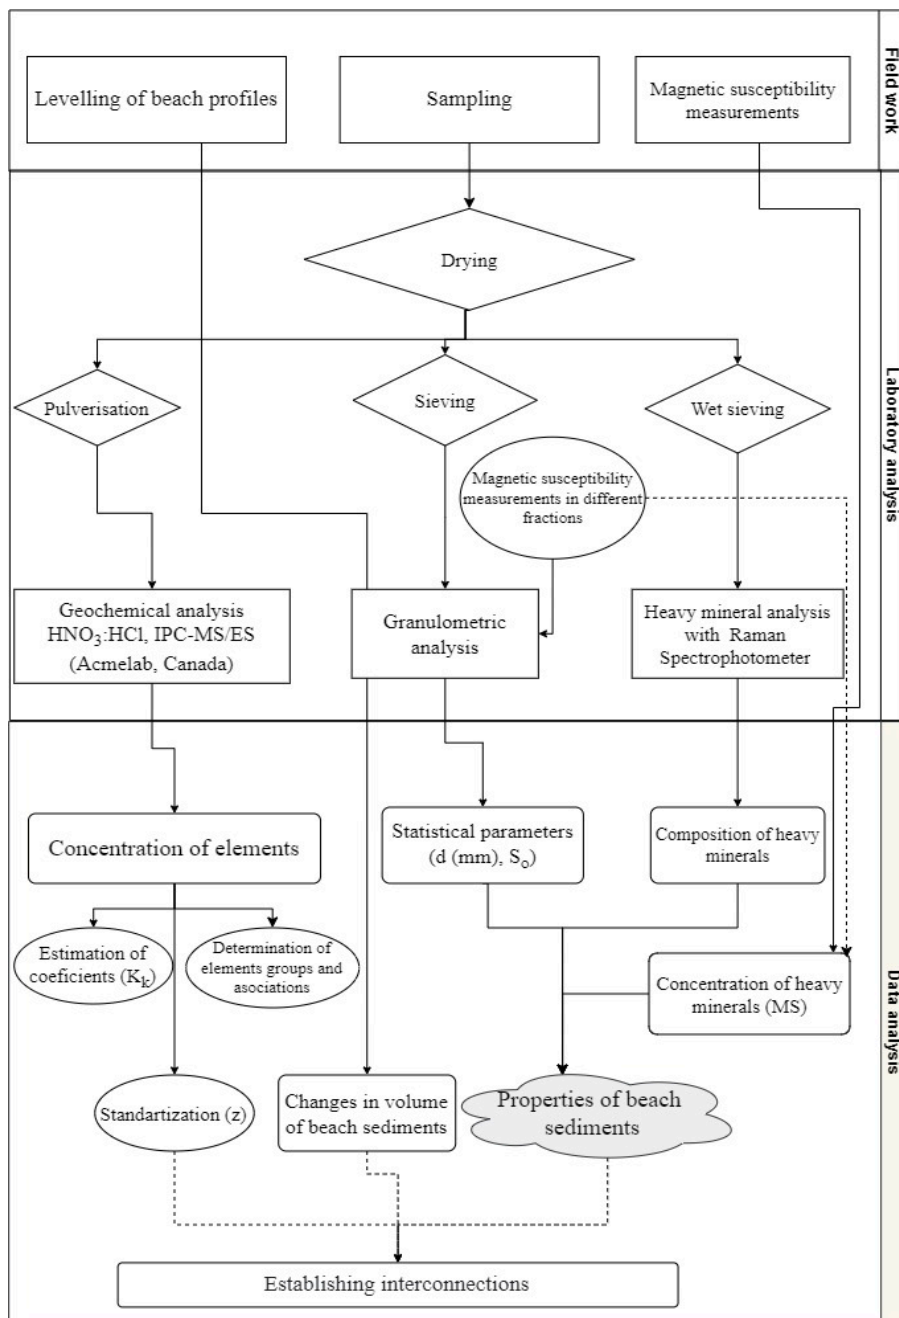 Field work
Levelling of beach profiles
Sampling
Magnetic susceptibility
measurements
Laboratory analysis
Drying
Pulverisation
Sieving
Wet sieving
Magnetic susceptibility
measurements in different
fractions
Geochemical analysis
HNO₃:HCl, IPC-MS/ES
(Acmelab, Canada)
Granulometric
analysis
Heavy mineral analysis
with Raman
Spectrophotometer
Data analysis
Concentration of elements
Statistical parameters
(d (mm), Sₒ)
Composition of heavy
minerals
Estimation of
coeficients (Kₖ)
Determination of
elements groups and
asociations
Concentration of heavy
minerals (MS)
Standartization (z)
Changes in volume
of beach sediments
Properties of beach
sediments
Establishing interconnections